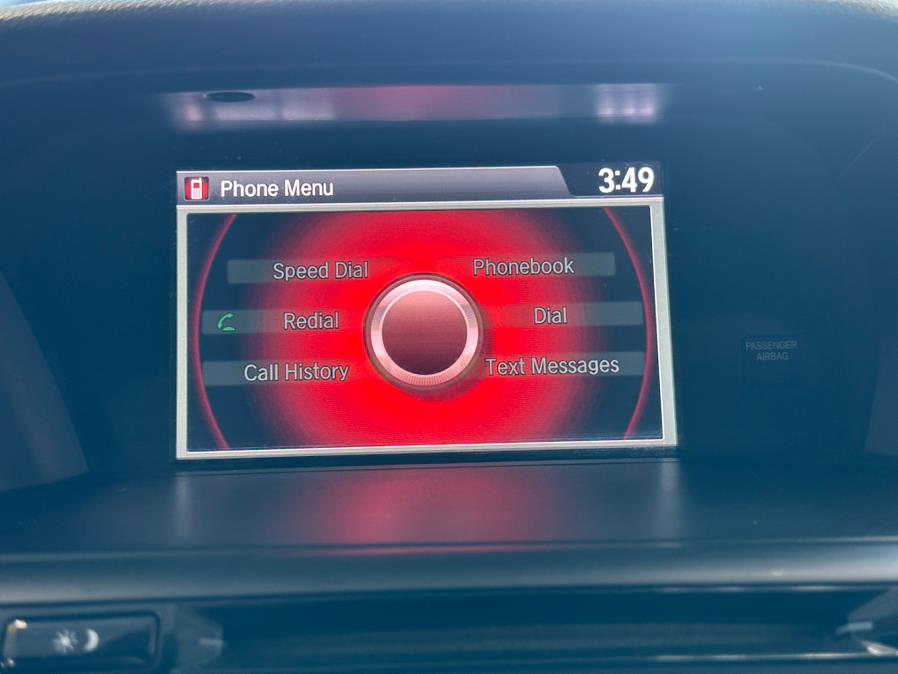 Phone Menu
3:49
Speed Dial
Phonebook
Redial
Dial
Call History
Text Messages
PASSENGER
AIRBAG